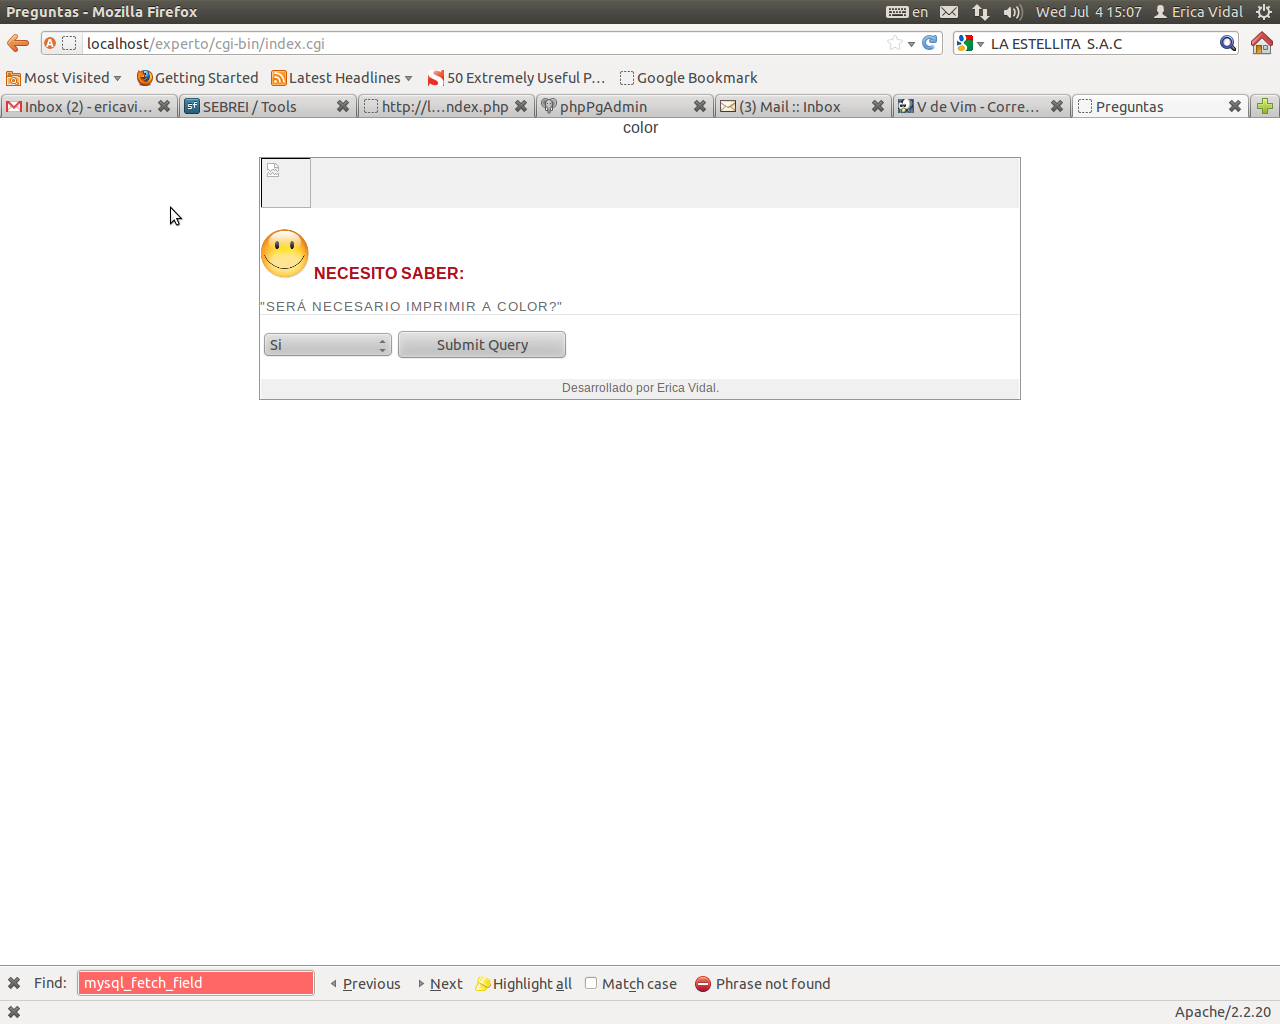 Preguntas - Mozilla Firefox
en
Wed Jul 4 15:07
Erica Vidal
localhost/experto/cgi-bin/index.cgi
LA ESTELLITA S.A.C
Most Visited
Getting Started
Latest Headlines
50 Extremely Useful P…
Google Bookmark
Inbox (2) - ericavi…
SEBREI / Tools
http://l…ndex.php
phpPgAdmin
(3) Mail :: Inbox
V de Vim - Corre…
Preguntas
color
NECESITO SABER:
"SERÁ NECESARIO IMPRIMIR A COLOR?"
Si
Submit Query
Desarrollado por Erica Vidal.
Find:
mysql_fetch_field
Previous
Next
Highlight all
Match case
Phrase not found
Apache/2.2.20